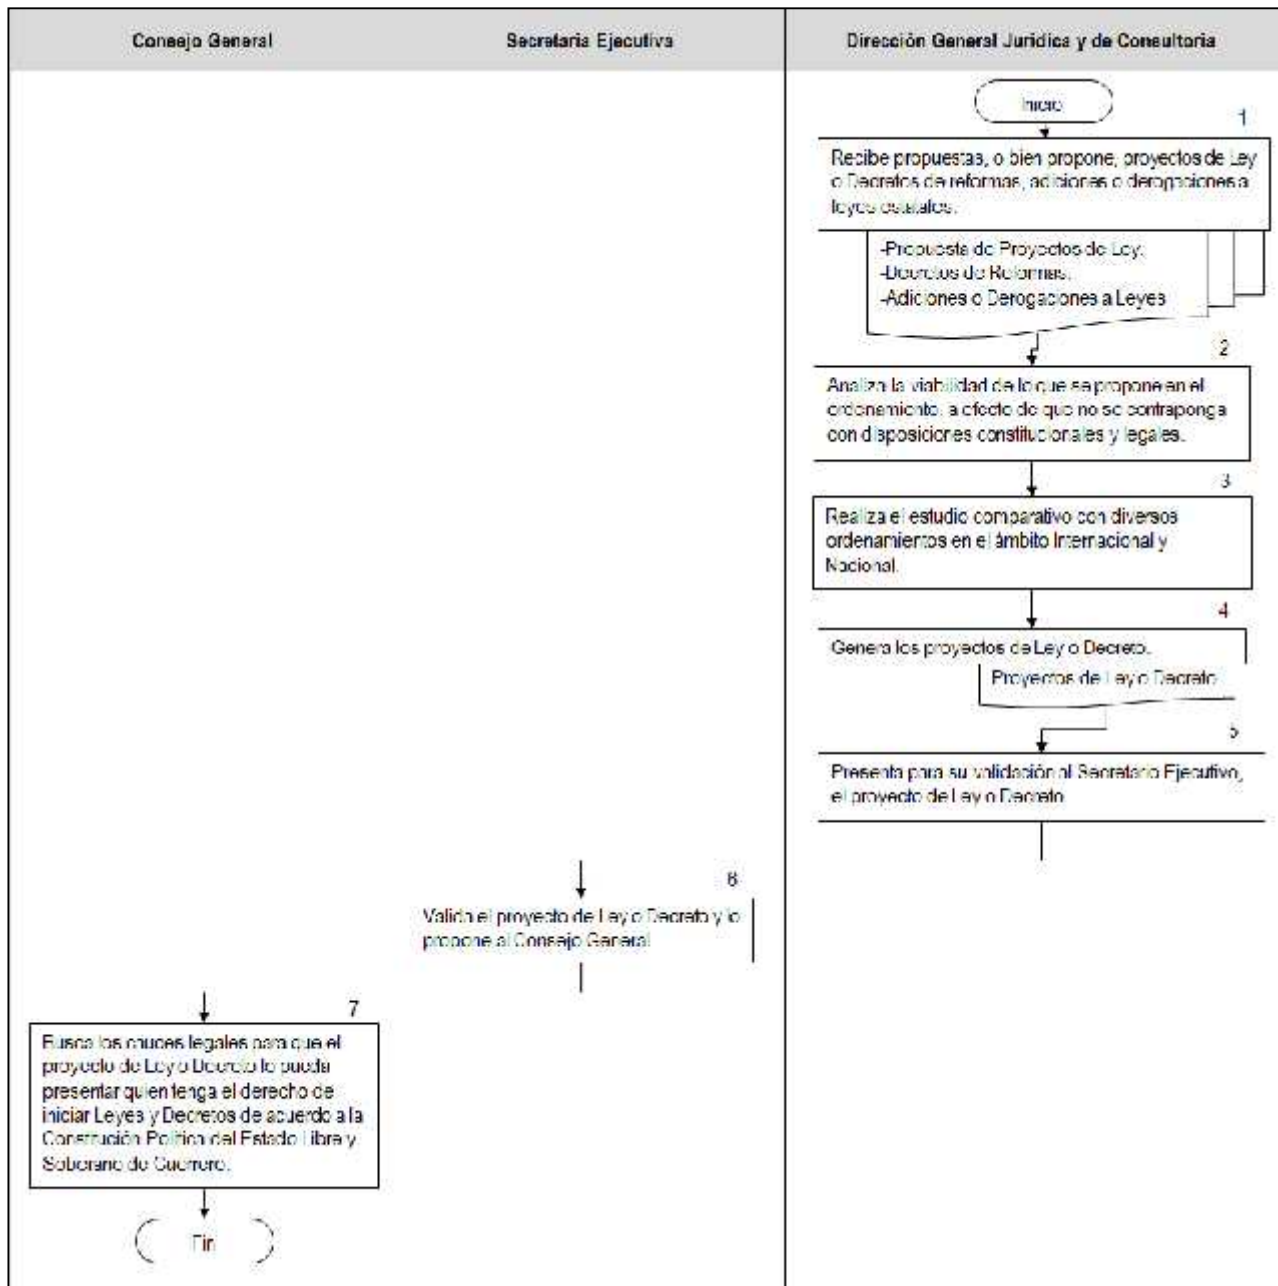 Consejo General
Secretaria Ejecutiva
Dirección General Jurídica y de Consultoria
Inicio
1
Recibe propuestas, o bien propone, proyectos de Ley
o Decretos de reformas, adiciones o derogaciones a
leyes estatales.
-Propuesta de Proyectos de Ley.
-Decretos de Reformas.
-Adiciones o Derogaciones a Leyes
2
Analiza la viabilidad de lo que se propone en el
ordenamiento, a efecto de que no se contraponga
con disposiciones constitucionales y legales.
3
Realiza el estudio comparativo con diversos
ordenamientos en el ámbito Internacional y
Nacional.
4
Genera los proyectos de Ley o Decreto.
Proyectos de Ley o Decreto
5
Presenta para su validación al Secretario Ejecutivo,
el proyecto de Ley o Decreto
6
Valida el proyecto de Ley o Decreto y lo
propone al Consejo General
7
Busca los cauces legales para que el
proyecto de Ley o Decreto lo pueda
presentar quien tenga el derecho de
iniciar Leyes y Decretos de acuerdo a la
Constitución Política del Estado Libre y
Soberano de Guerrero.
Fin